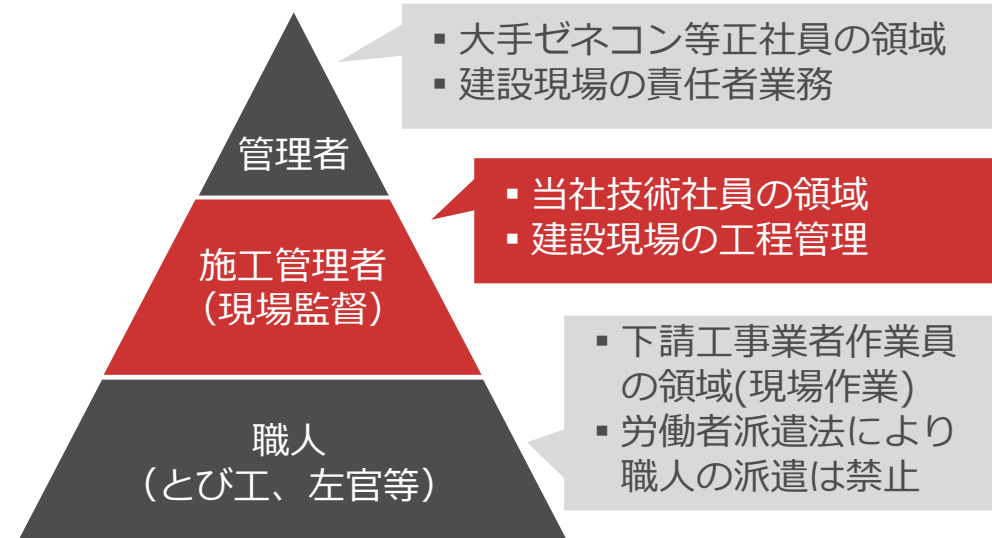 ▪ 大手ゼネコン等正社員の領域
▪ 建設現場の責任者業務
管理者
▪ 当社技術社員の領域
▪ 建設現場の工程管理
施工管理者
（現場監督）
▪ 下請工事業者作業員
の領域(現場作業)
▪ 労働者派遣法により
職人の派遣は禁止
職人
（とび工、左官等）